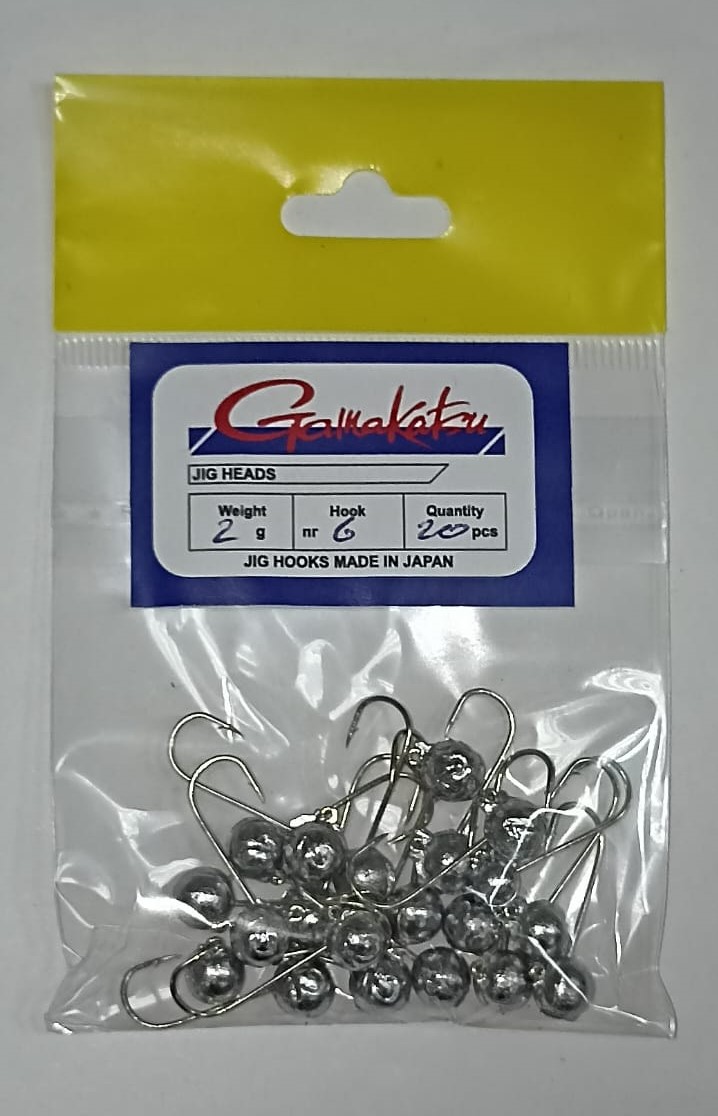 Gamakatsu
JIG HEADS
Weight Hook Quantity
2 g nr 6 20 pcs
JIG HOOKS MADE IN JAPAN